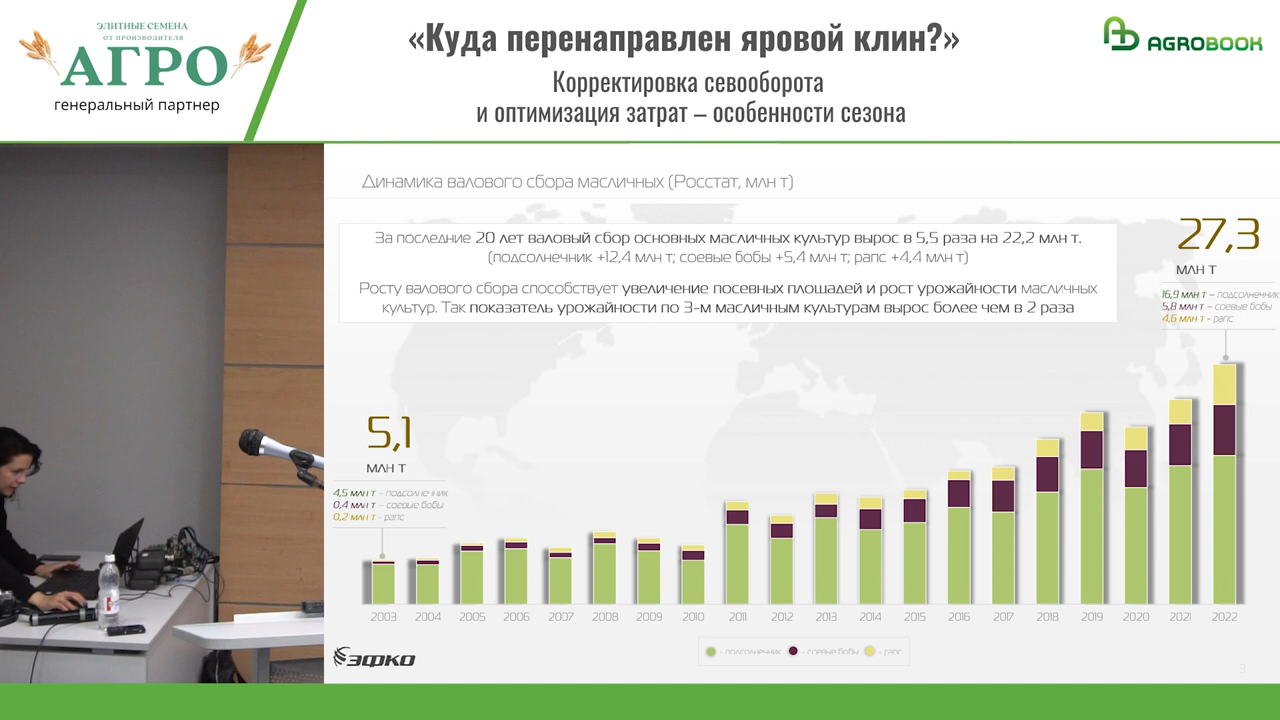 ЭЛИТНЫЕ СЕМЕНА
ОТ ПРОИЗВОДИТЕЛЯ
АГРО
генеральный партнер
«Куда перенаправлен яровой клин?»
Корректировка севооборота
и оптимизация затрат – особенности сезона
AGROBOOK
Динамика валового сбора масличных (Росстат, млн т)
За последние 20 лет валовый сбор основных масличных культур вырос в 5,5 раза на 22,2 млн т.
(подсолнечник +12,4 млн т; соевые бобы +5,4 млн т; рапс +4,4 млн т)
Росту валового сбора способствует увеличение посевных площадей и рост урожайности масличных
культур. Так показатель урожайности по 3-м масличным культурам вырос более чем в 2 раза
27,3
млн т
16,9 млн т – подсолнечник
5,8 млн т – соевые бобы
4,6 млн т - рапс
5,1
млн т
4,5 млн т – подсолнечник
0,4 млн т – соевые бобы
0,2 млн т - рапс
2003 2004 2005 2006 2007 2008 2009 2010 2011 2012 2013 2014 2015 2016 2017 2018 2019 2020 2021 2022
- подсолнечник - соевые бобы - рапс
ЭФКО
3